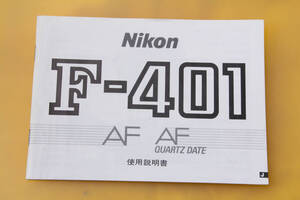 Nikon
F-401
AF AF
QUARTZ DATE
使用説明書
J